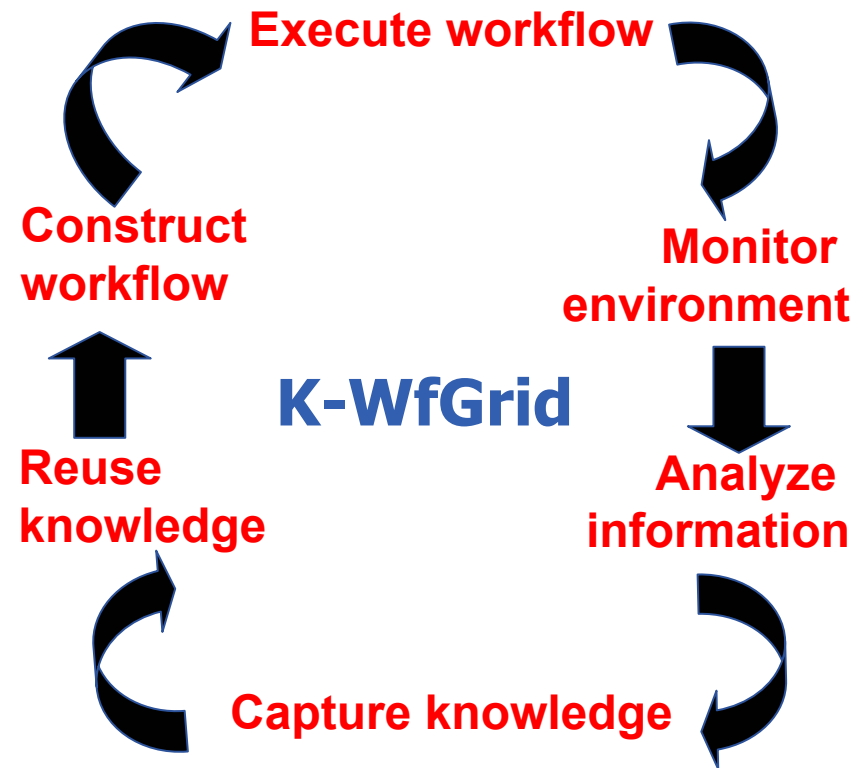 Execute workflow
Construct
workflow
Monitor
environment
K-WfGrid
Reuse
knowledge
Analyze
information
Capture knowledge